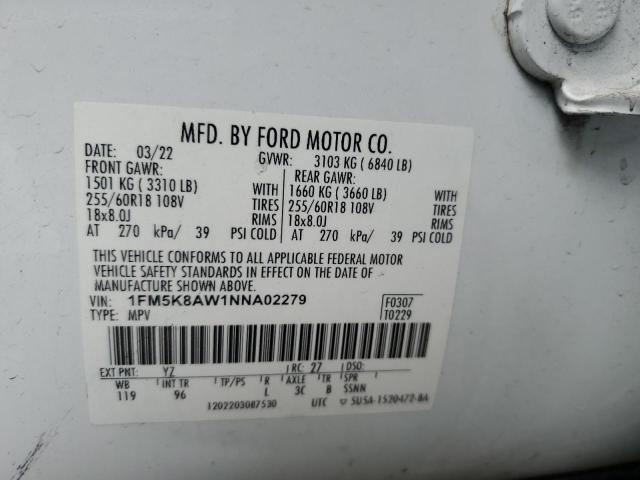 MFD. BY FORD MOTOR CO.
DATE: 03/22 GVWR: 3103 KG ( 6840 LB)
FRONT GAWR: REAR GAWR:
1501 KG ( 3310 LB) WITH 1660 KG ( 3660 LB) WITH
255/60R18 108V TIRES 255/60R18 108V TIRES
18x8.0J RIMS 18x8.0J RIMS
AT 270 kPa/ 39 PSI COLD AT 270 kPa/ 39 PSI COLD
THIS VEHICLE CONFORMS TO ALL APPLICABLE FEDERAL MOTOR
VEHICLE SAFETY STANDARDS IN EFFECT ON THE DATE OF
MANUFACTURE SHOWN ABOVE.
VIN: 1FM5K8AW1NNA02279 F0307
TYPE: MPV T0229
EXT PNT: YZ RC: 27 DSO:
WB INT TR TP/PS R AXLE TR SPR
119 96 L 3C B SSNN
1202203087530 UTC ▽ 5USA-1520472-BA